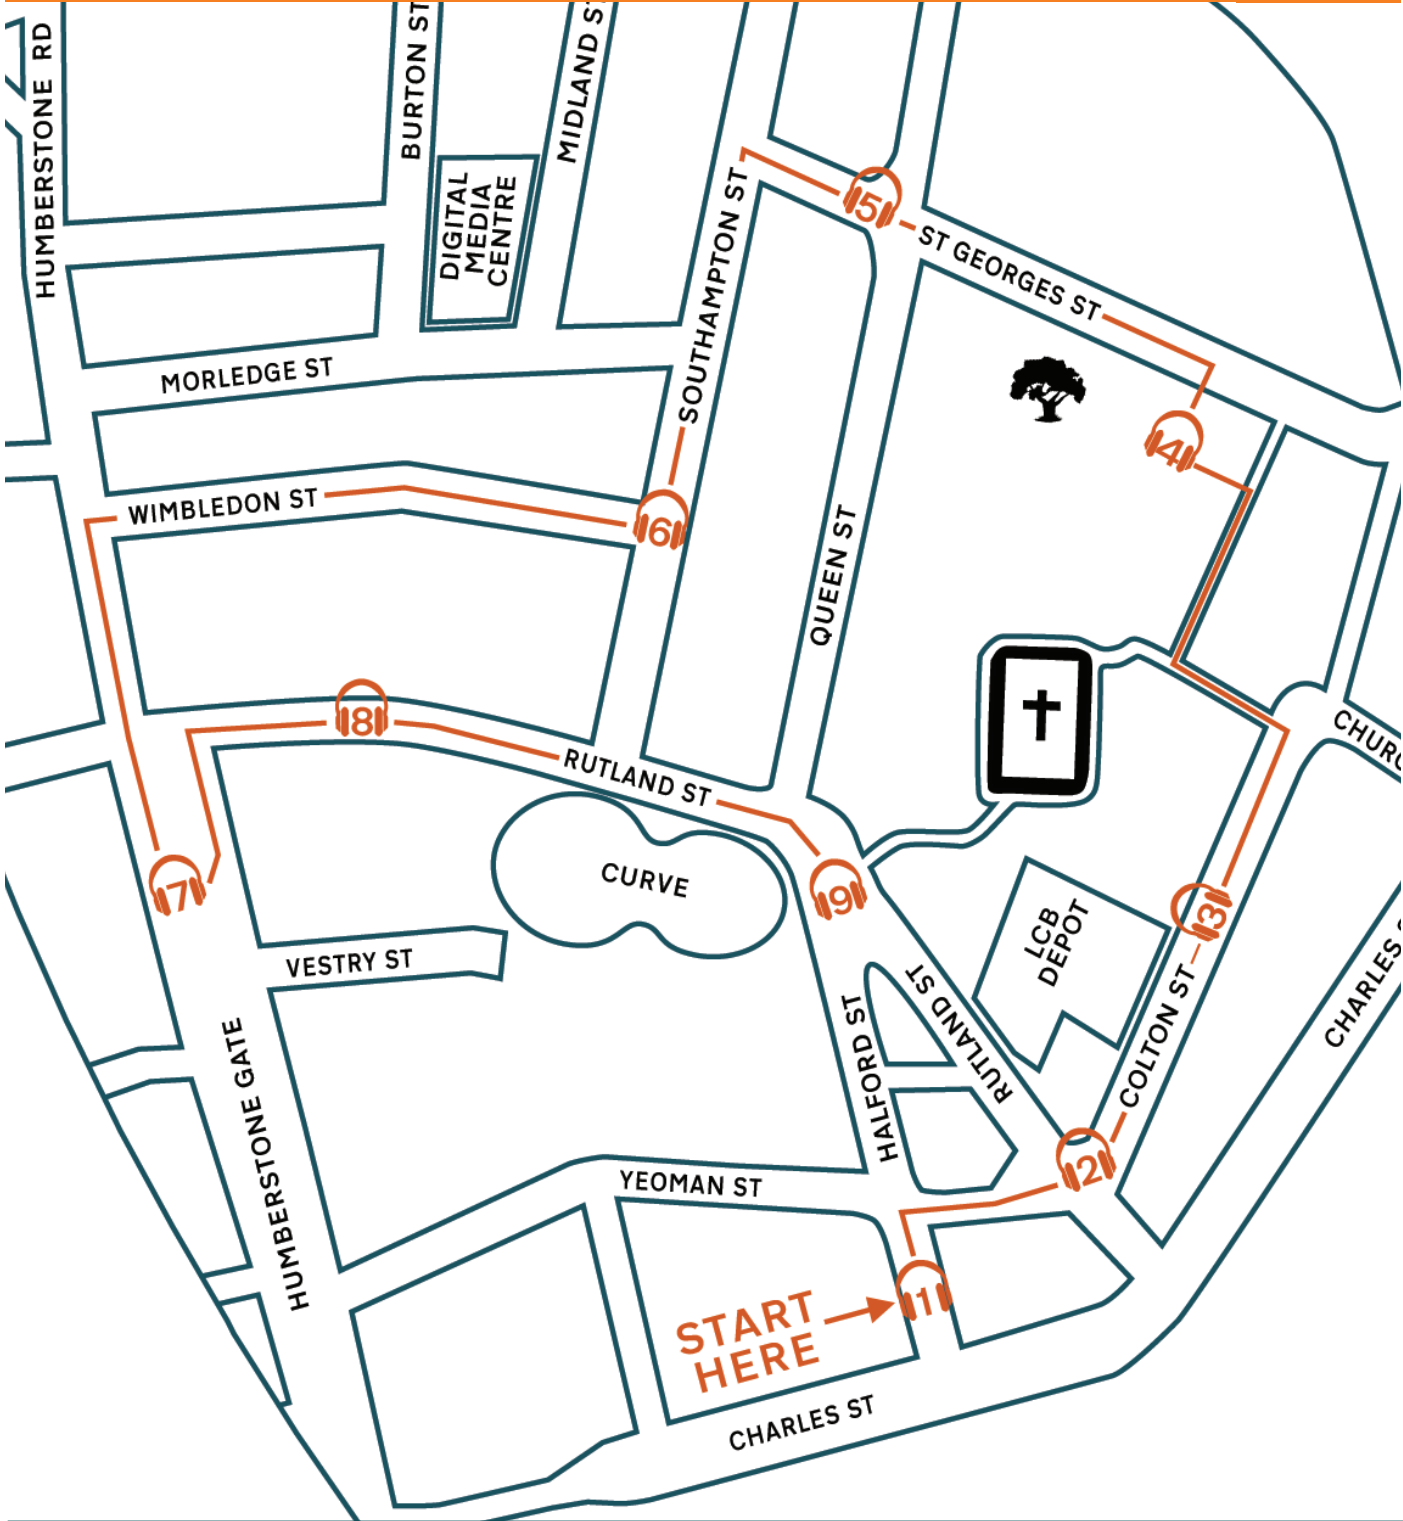 HUMBERSTONE RD
BURTON ST
MIDLAND S
DIGITAL
MEDIA
CENTRE
SOUTHAMPTON ST
5
ST GEORGES ST
MORLEDGE ST
4
WIMBLEDON ST
6
QUEEN ST
8
RUTLAND ST
CHURC
7
CURVE
9
3
LCB
DEPOT
VESTRY ST
HALFORD ST
RUTLAND ST
COLTON ST
CHARLES
HUMBERSTONE GATE
2
YEOMAN ST
START
HERE
1
CHARLES ST